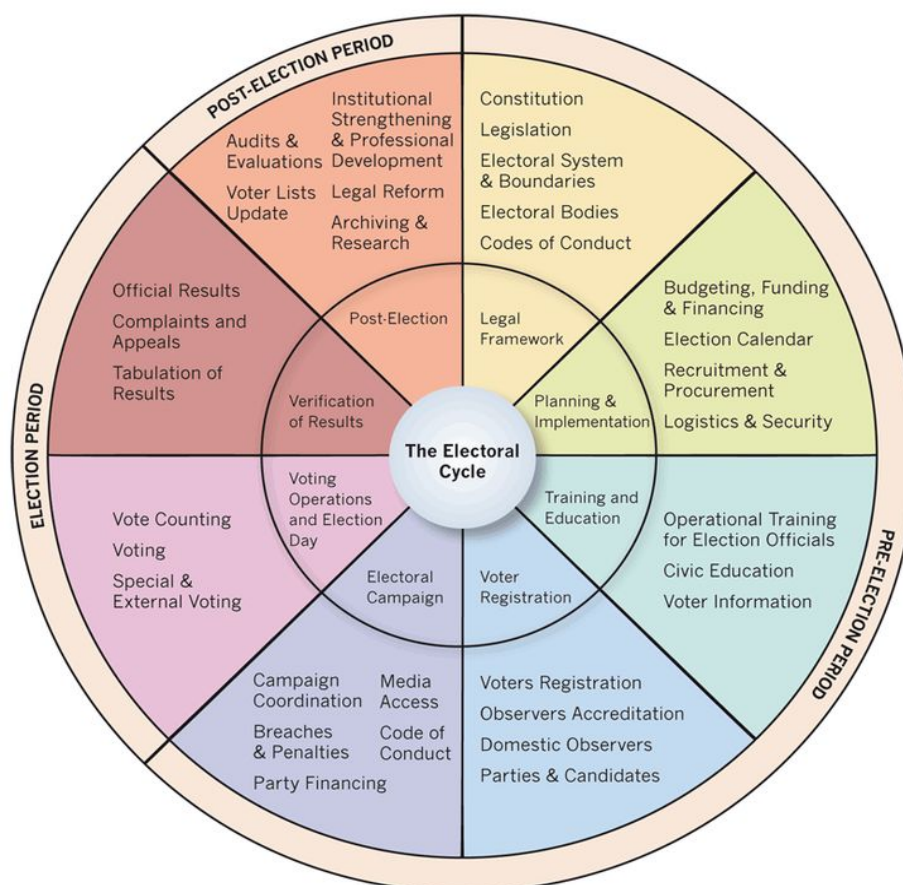 POST-ELECTION PERIOD
Audits &
Evaluations
Voter Lists
Update
Institutional
Strengthening
& Professional
Development
Legal Reform
Archiving &
Research
Post-Election
Constitution
Legislation
Electoral System
& Boundaries
Electoral Bodies
Codes of Conduct
Legal
Framework
Budgeting, Funding
& Financing
Election Calendar
Recruitment &
Procurement
Logistics & Security
Planning &
Implementation
Operational Training
for Election Officials
Civic Education
Voter Information
Training and
Education
PRE-ELECTION PERIOD
Voters Registration
Observers Accreditation
Domestic Observers
Parties & Candidates
Voter
Registration
Campaign
Coordination
Breaches
& Penalties
Party Financing
Media
Access
Code of
Conduct
Electoral
Campaign
ELECTION PERIOD
Vote Counting
Voting
Special &
External Voting
Voting
Operations
and Election
Day
Official Results
Complaints and
Appeals
Tabulation of
Results
Verification
of Results
The Electoral
Cycle